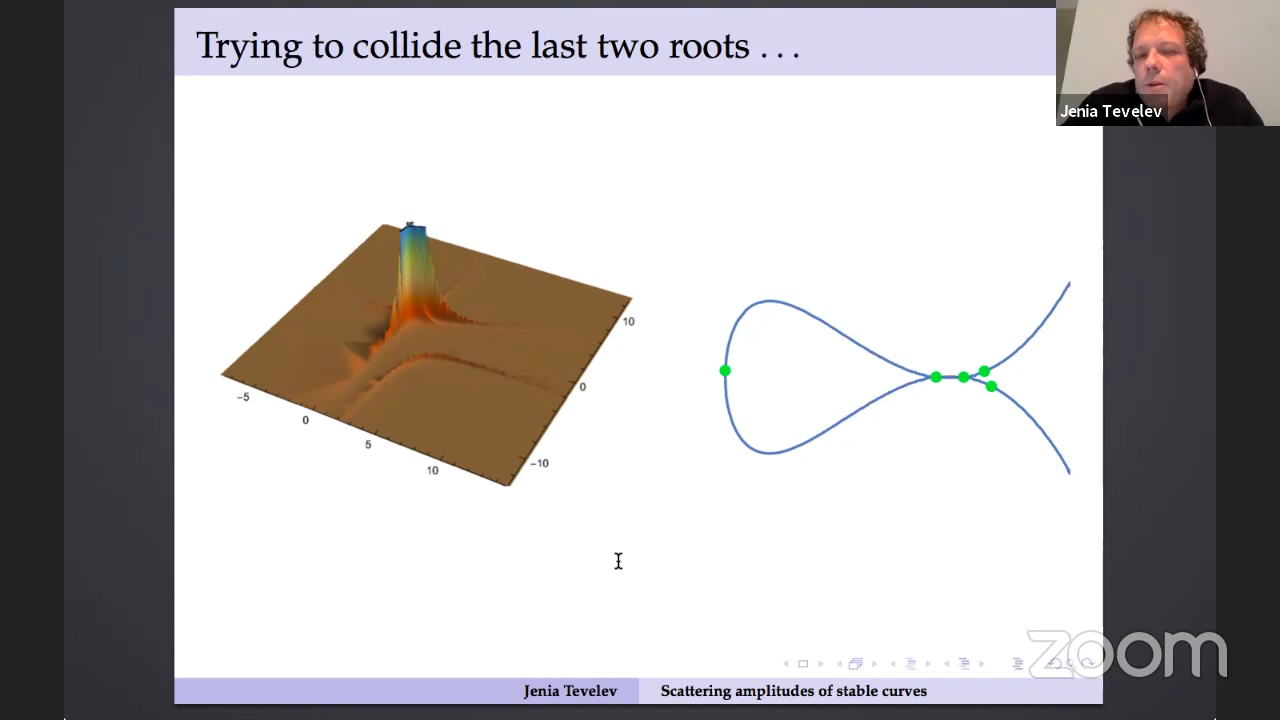 Trying to collide the last two roots . . .
Jenia Tevelev
10
0
-10
-5
0
5
10
zoom
Jenia Tevelev
Scattering amplitudes of stable curves